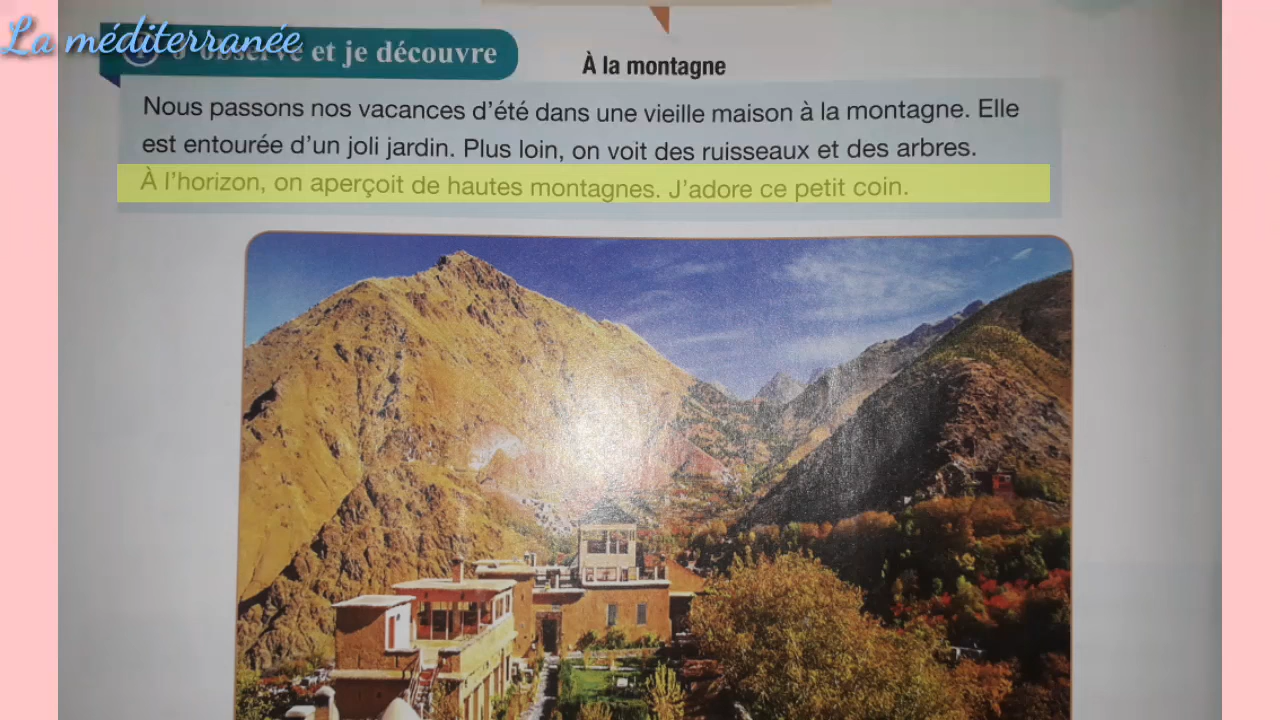 La méditerranée
J'observe et je découvre
À la montagne
Nous passons nos vacances d'été dans une vieille maison à la montagne. Elle
est entourée d'un joli jardin. Plus loin, on voit des ruisseaux et des arbres.
À l'horizon, on aperçoit de hautes montagnes. J'adore ce petit coin.